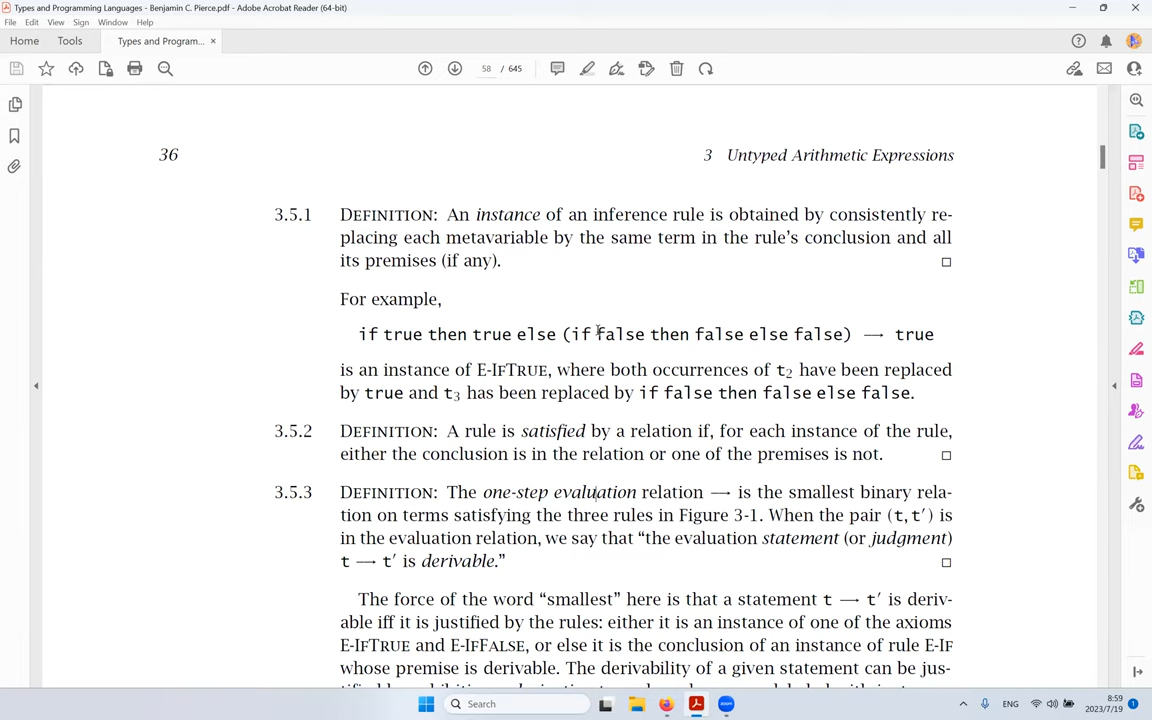 Types and Programming Languages - Benjamin C. Pierce.pdf - Adobe Acrobat Reader (64-bit)
File Edit View Sign Window Help
Home Tools Types and Program... ×
58 / 645
36 3 Untyped Arithmetic Expressions
3.5.1 DEFINITION: An instance of an inference rule is obtained by consistently re-
placing each metavariable by the same term in the rule's conclusion and all
its premises (if any). □
For example,
if true then true else (if false then false else false) → true
is an instance of E-IFTRUE, where both occurrences of t₂ have been replaced
by true and t₃ has been replaced by if false then false else false.
3.5.2 DEFINITION: A rule is satisfied by a relation if, for each instance of the rule,
either the conclusion is in the relation or one of the premises is not. □
3.5.3 DEFINITION: The one-step evaluation relation → is the smallest binary rela-
tion on terms satisfying the three rules in Figure 3-1. When the pair (t,t′) is
in the evaluation relation, we say that “the evaluation statement (or judgment)
t → t′ is derivable.” □
The force of the word “smallest” here is that a statement t → t′ is deriv-
able iff it is justified by the rules: either it is an instance of one of the axioms
E-IFTRUE and E-IFFALSE, or else it is the conclusion of an instance of rule E-IF
whose premise is derivable. The derivability of a given statement can be jus-
Search
ENG
8:59
2023/7/19